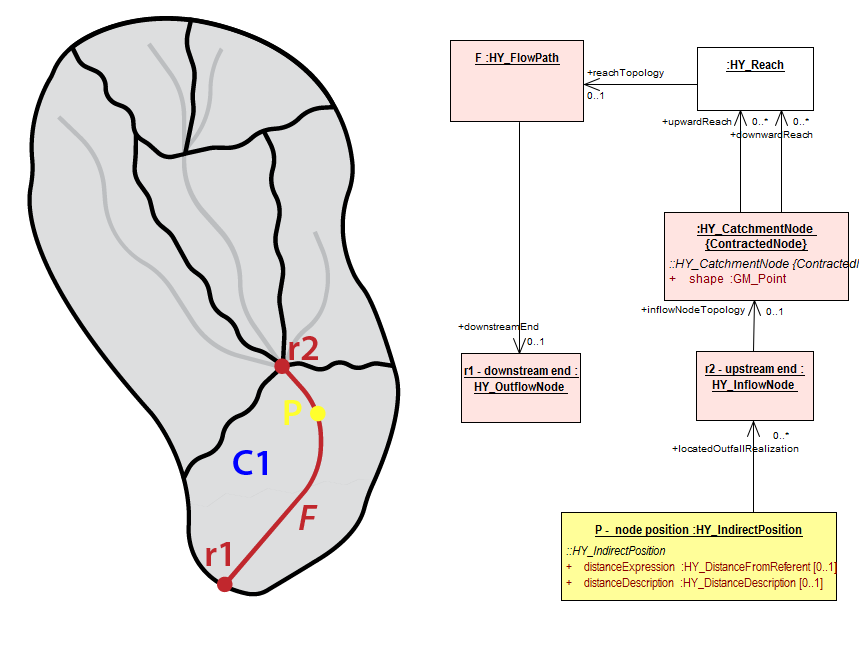 r2
P
C1
F
r1
F :HY_FlowPath
+reachTopology
0..1
:HY_Reach
+upwardReach
0..*
0..*
+downwardReach
:HY_CatchmentNode
{ContractedNode}
::HY_CatchmentNode {Contracted
+ shape :GM_Point
+inflowNodeTopology
0..1
+downstreamEnd
0..1
r1 - downstream end :
HY_OutflowNode
r2 - upstream end :
HY_InflowNode
0..*
+locatedOutfallRealization
P - node position :HY_IndirectPosition
::HY_IndirectPosition
+ distanceExpression :HY_DistanceFromReferent [0..1]
+ distanceDescription :HY_DistanceDescription [0..1]